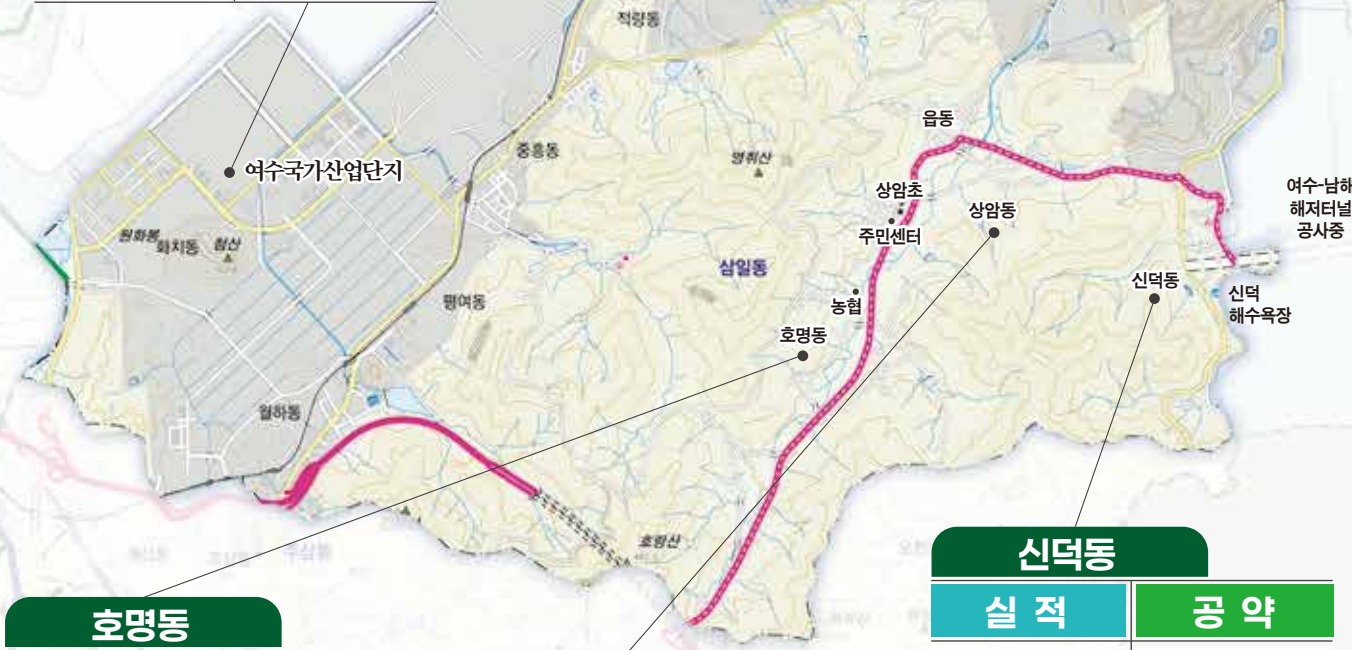 적량동
중흥동
읍동
영취산
여수국가산업단지
상암초
상암동
여수-남해
해저터널
공사중
원화봉
화치동
첨산
주민센터
삼일동
신덕동
평여동
농협
신덕
해수욕장
호명동
월하동
호랑산
신덕동
실 적
공 약
호명동